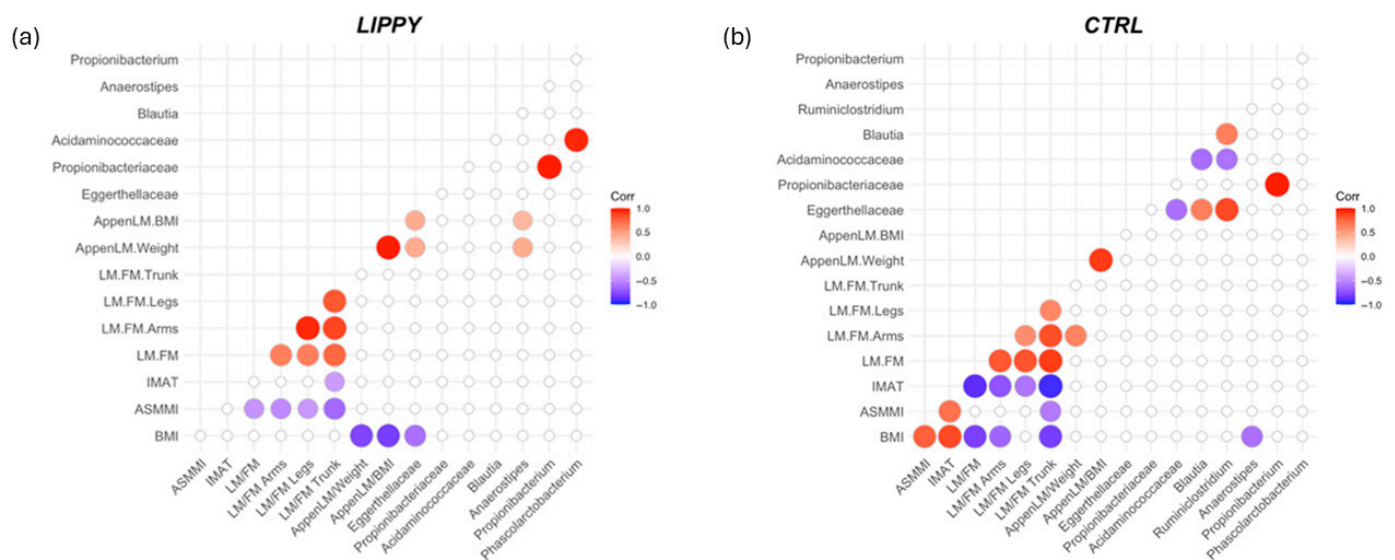 (a)
LIPPY
Propionibacterium
Anaerostipes
Blautia
Acidaminococcaceae
Propionibacteriaceae
Eggerthellaceae
AppenLM.BMI
AppenLM.Weight
LM.FM.Trunk
LM.FM.Legs
LM.FM.Arms
LM.FM
IMAT
ASMMI
BMI
ASMMI
IMAT
LM/FM
LM/FM Arms
LM/FM Legs
LM/FM Trunk
AppenLM/Weight
AppenLM/BMI
Eggerthellaceae
Propionibacteriaceae
Acidaminococcaceae
Blautia
Anaerostipes
Propionibacterium
Phascolarctobacterium
Corr
1.0
0.5
0.0
−0.5
−1.0
(b)
CTRL
Propionibacterium
Anaerostipes
Ruminiclostridium
Blautia
Acidaminococcaceae
Propionibacteriaceae
Eggerthellaceae
AppenLM.BMI
AppenLM.Weight
LM.FM.Trunk
LM.FM.Legs
LM.FM.Arms
LM.FM
IMAT
ASMMI
BMI
ASMMI
IMAT
LM/FM
LM/FM Arms
LM/FM Legs
LM/FM Trunk
AppenLM/Weight
AppenLM/BMI
Eggerthellaceae
Propionibacteriaceae
Acidaminococcaceae
Blautia
Ruminiclostridium
Anaerostipes
Propionibacterium
Phascolarctobacterium
Corr
1.0
0.5
0.0
−0.5
−1.0